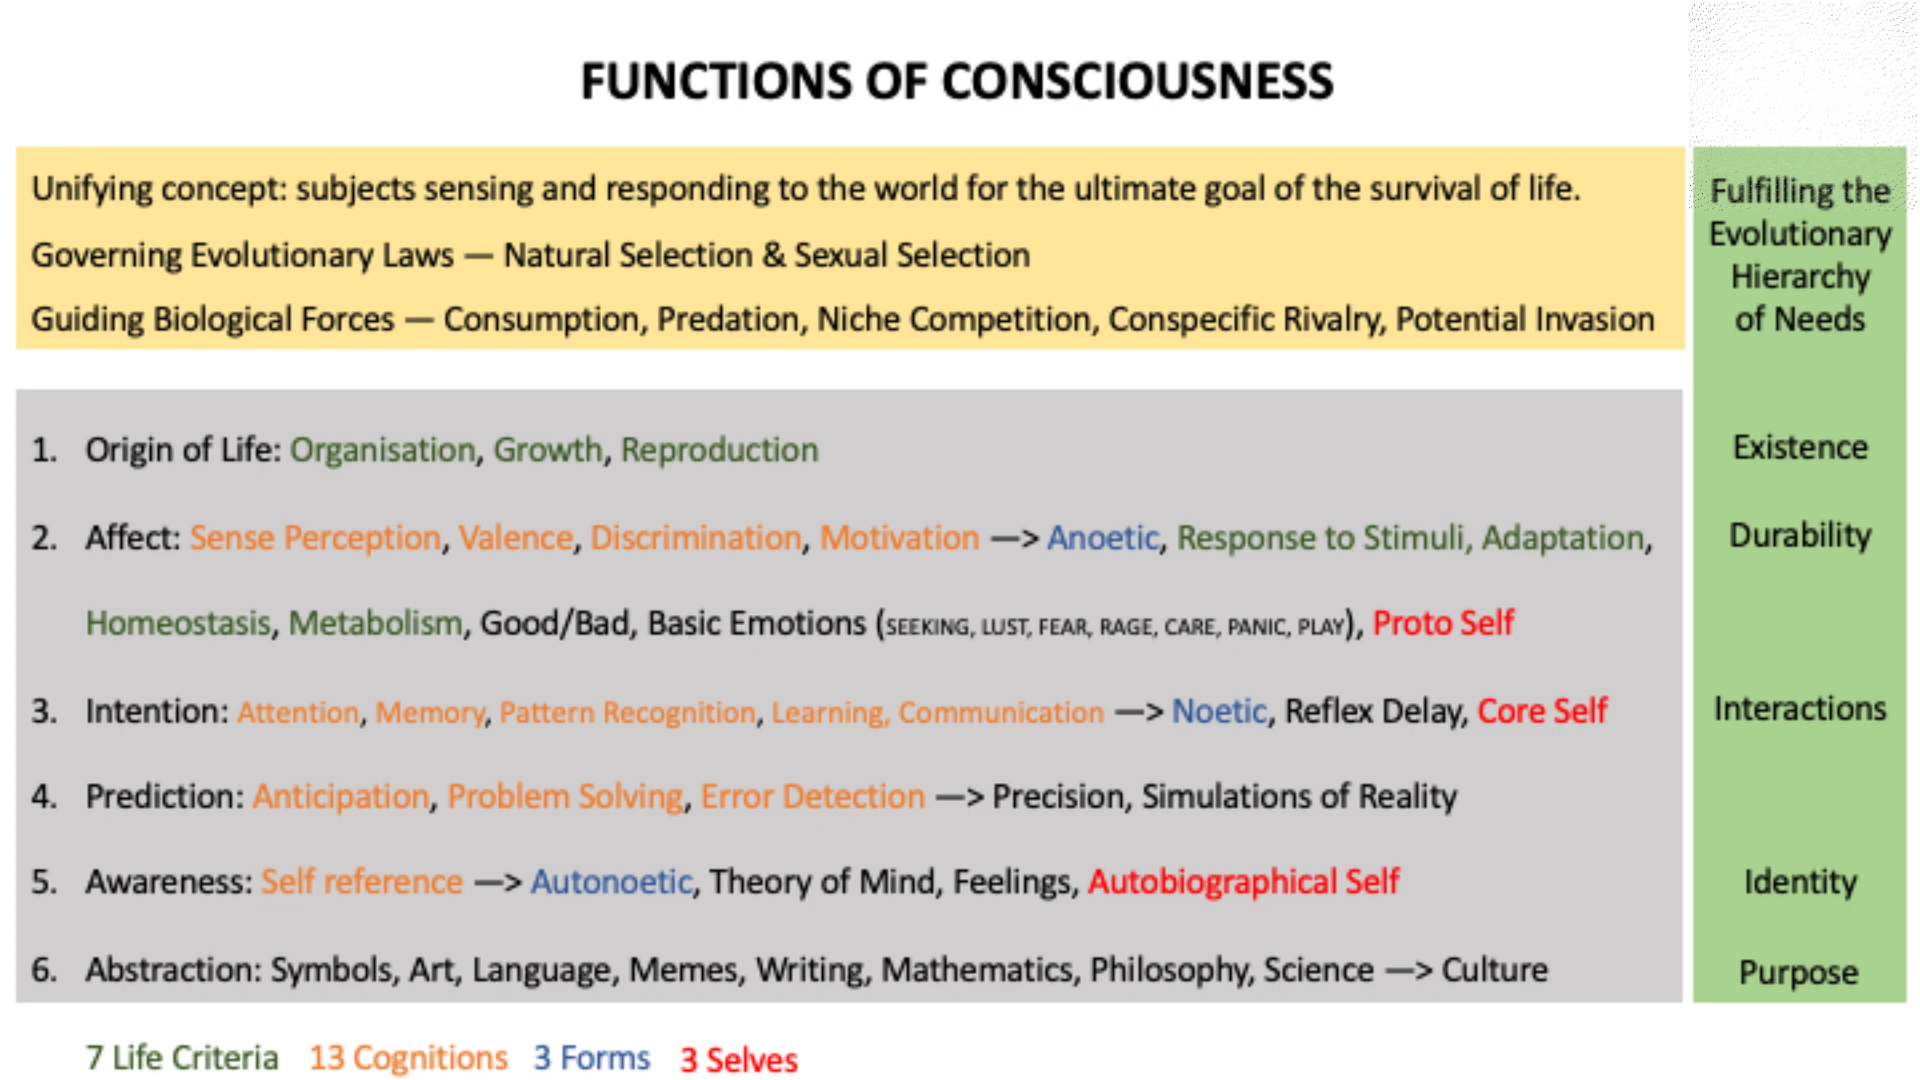 FUNCTIONS OF CONSCIOUSNESS
Unifying concept: subjects sensing and responding to the world for the ultimate goal of the survival of life.
Governing Evolutionary Laws — Natural Selection & Sexual Selection
Guiding Biological Forces — Consumption, Predation, Niche Competition, Conspecific Rivalry, Potential Invasion
Fulfilling the
Evolutionary
Hierarchy
of Needs
1. Origin of Life: Organisation, Growth, Reproduction
Existence
2. Affect: Sense Perception, Valence, Discrimination, Motivation —> Anoetic, Response to Stimuli, Adaptation,
Durability
Homeostasis, Metabolism, Good/Bad, Basic Emotions (SEEKING, LUST, FEAR, RAGE, CARE, PANIC, PLAY), Proto Self
3. Intention: Attention, Memory, Pattern Recognition, Learning, Communication —> Noetic, Reflex Delay, Core Self
Interactions
4. Prediction: Anticipation, Problem Solving, Error Detection —> Precision, Simulations of Reality
5. Awareness: Self reference —> Autonoetic, Theory of Mind, Feelings, Autobiographical Self
Identity
6. Abstraction: Symbols, Art, Language, Memes, Writing, Mathematics, Philosophy, Science —> Culture
Purpose
7 Life Criteria 13 Cognitions 3 Forms 3 Selves